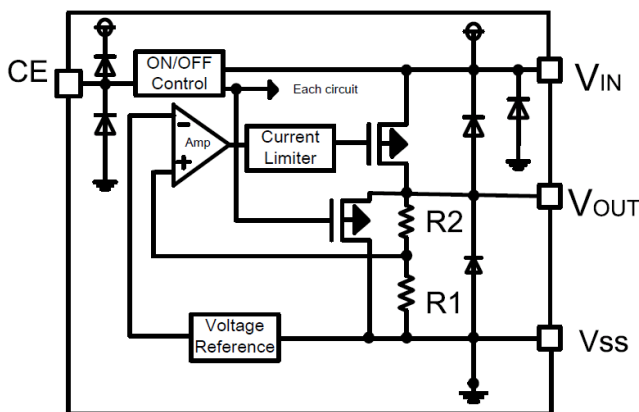 CE
ON/OFF
Control
Each circuit
VIN
-
Amp
+
Current
Limiter
VOUT
R2
R1
Voltage
Reference
Vss